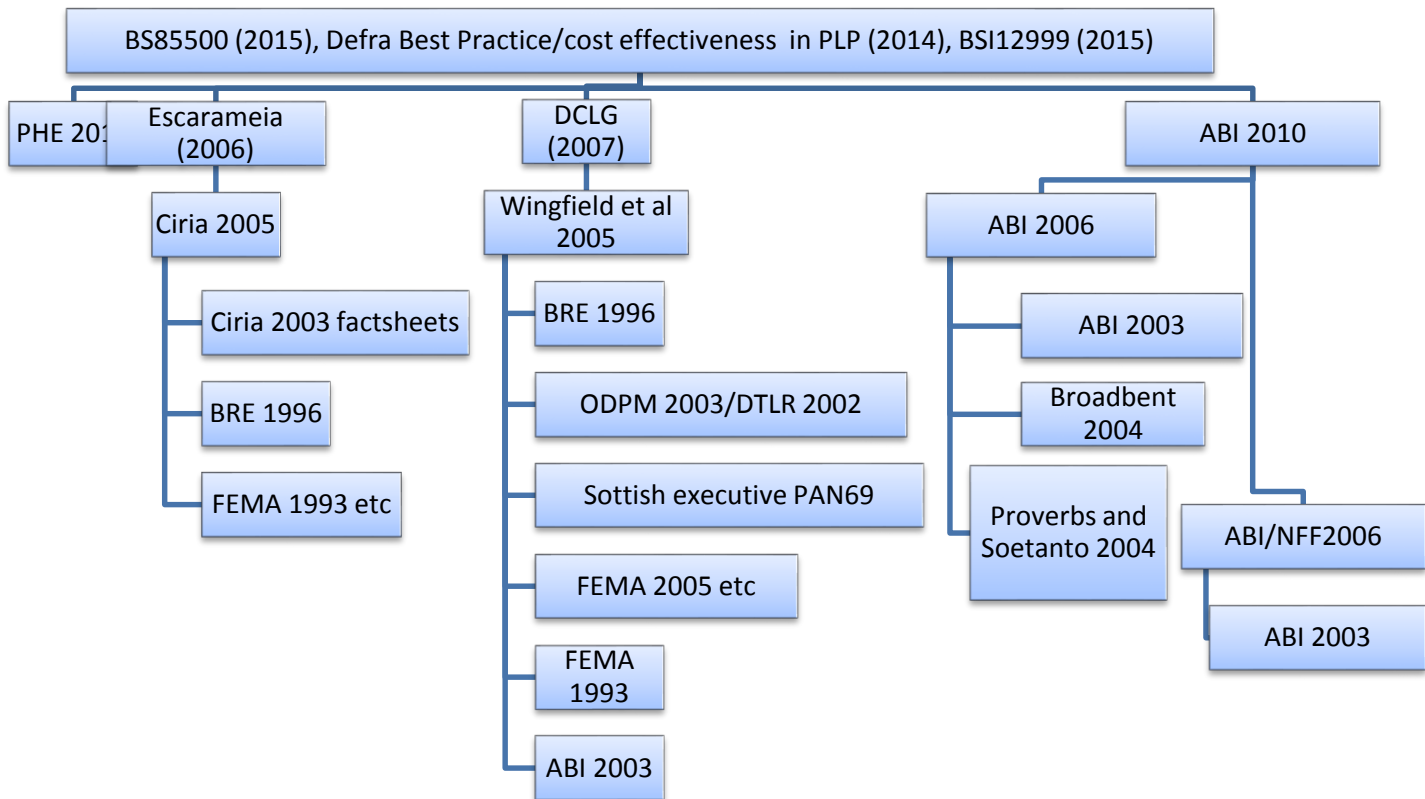 BS85500 (2015), Defra Best Practice/cost effectiveness in PLP (2014), BSI12999 (2015)
PHE
Escarameia
(2006)
DCLG
(2007)
ABI 2010
Ciria 2005
Wingfield et al
2005
ABI 2006
Ciria 2003 factsheets
BRE 1996
FEMA 1993 etc
BRE 1996
ODPM 2003/DTLR 2002
Sottish executive PAN69
FEMA 2005 etc
FEMA
1993
ABI 2003
ABI 2003
Broadbent
2004
Proverbs and
Soetanto 2004
ABI/NFF2006
ABI 2003